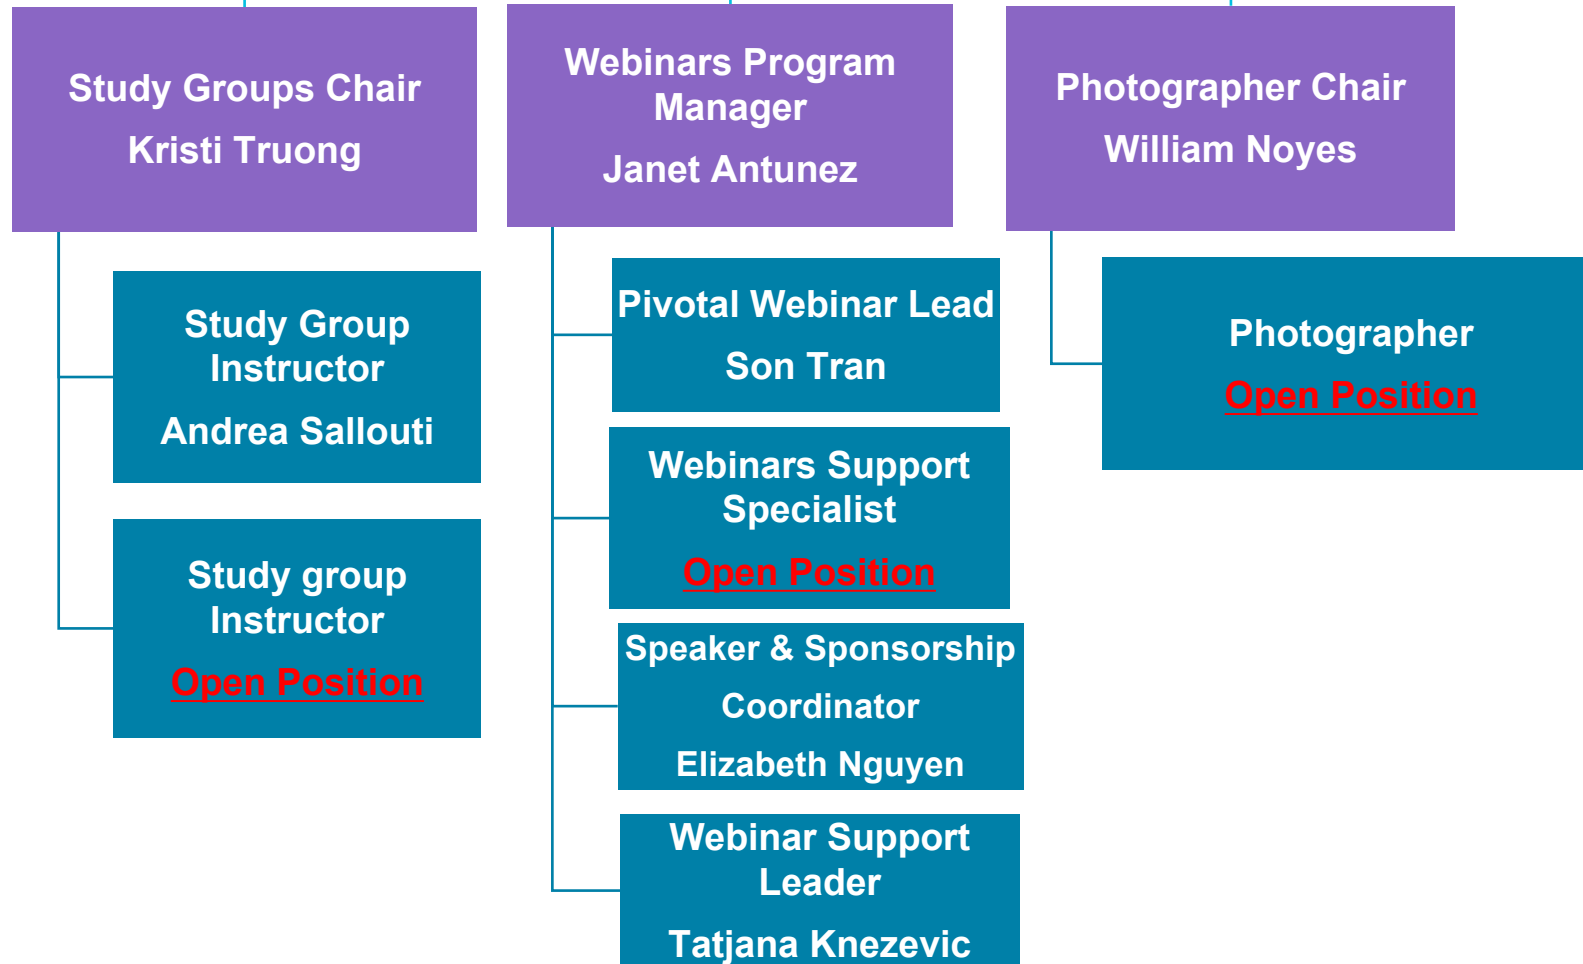 Study Groups Chair
Kristi Truong
Study Group
Instructor
Andrea Sallouti
Study group
Instructor
Open Position
Webinars Program
Manager
Janet Antunez
Pivotal Webinar Lead
Son Tran
Webinars Support
Specialist
Open Position
Speaker & Sponsorship
Coordinator
Elizabeth Nguyen
Webinar Support
Leader
Tatjana Knezevic
Photographer Chair
William Noyes
Photographer
Open Position